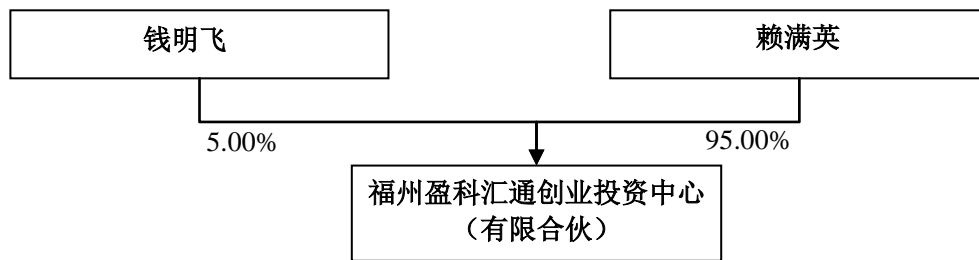 钱明飞
赖满英
5.00%
95.00%
福州盈科汇通创业投资中心
（有限合伙）